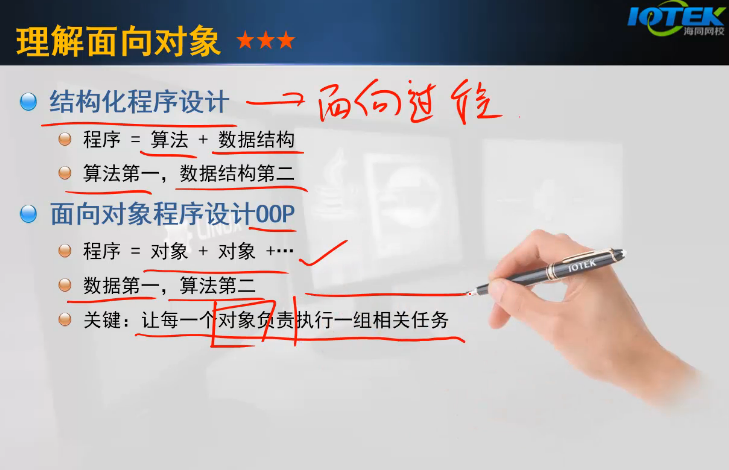 理解面向对象 ★★★
IOTEK
海同网校
结构化程序设计 → 面向过程
程序 = 算法 + 数据结构
算法第一，数据结构第二
面向对象程序设计OOP
程序 = 对象 + 对象 +…
数据第一，算法第二
关键：让每一个对象负责执行一组相关任务
IOTEK